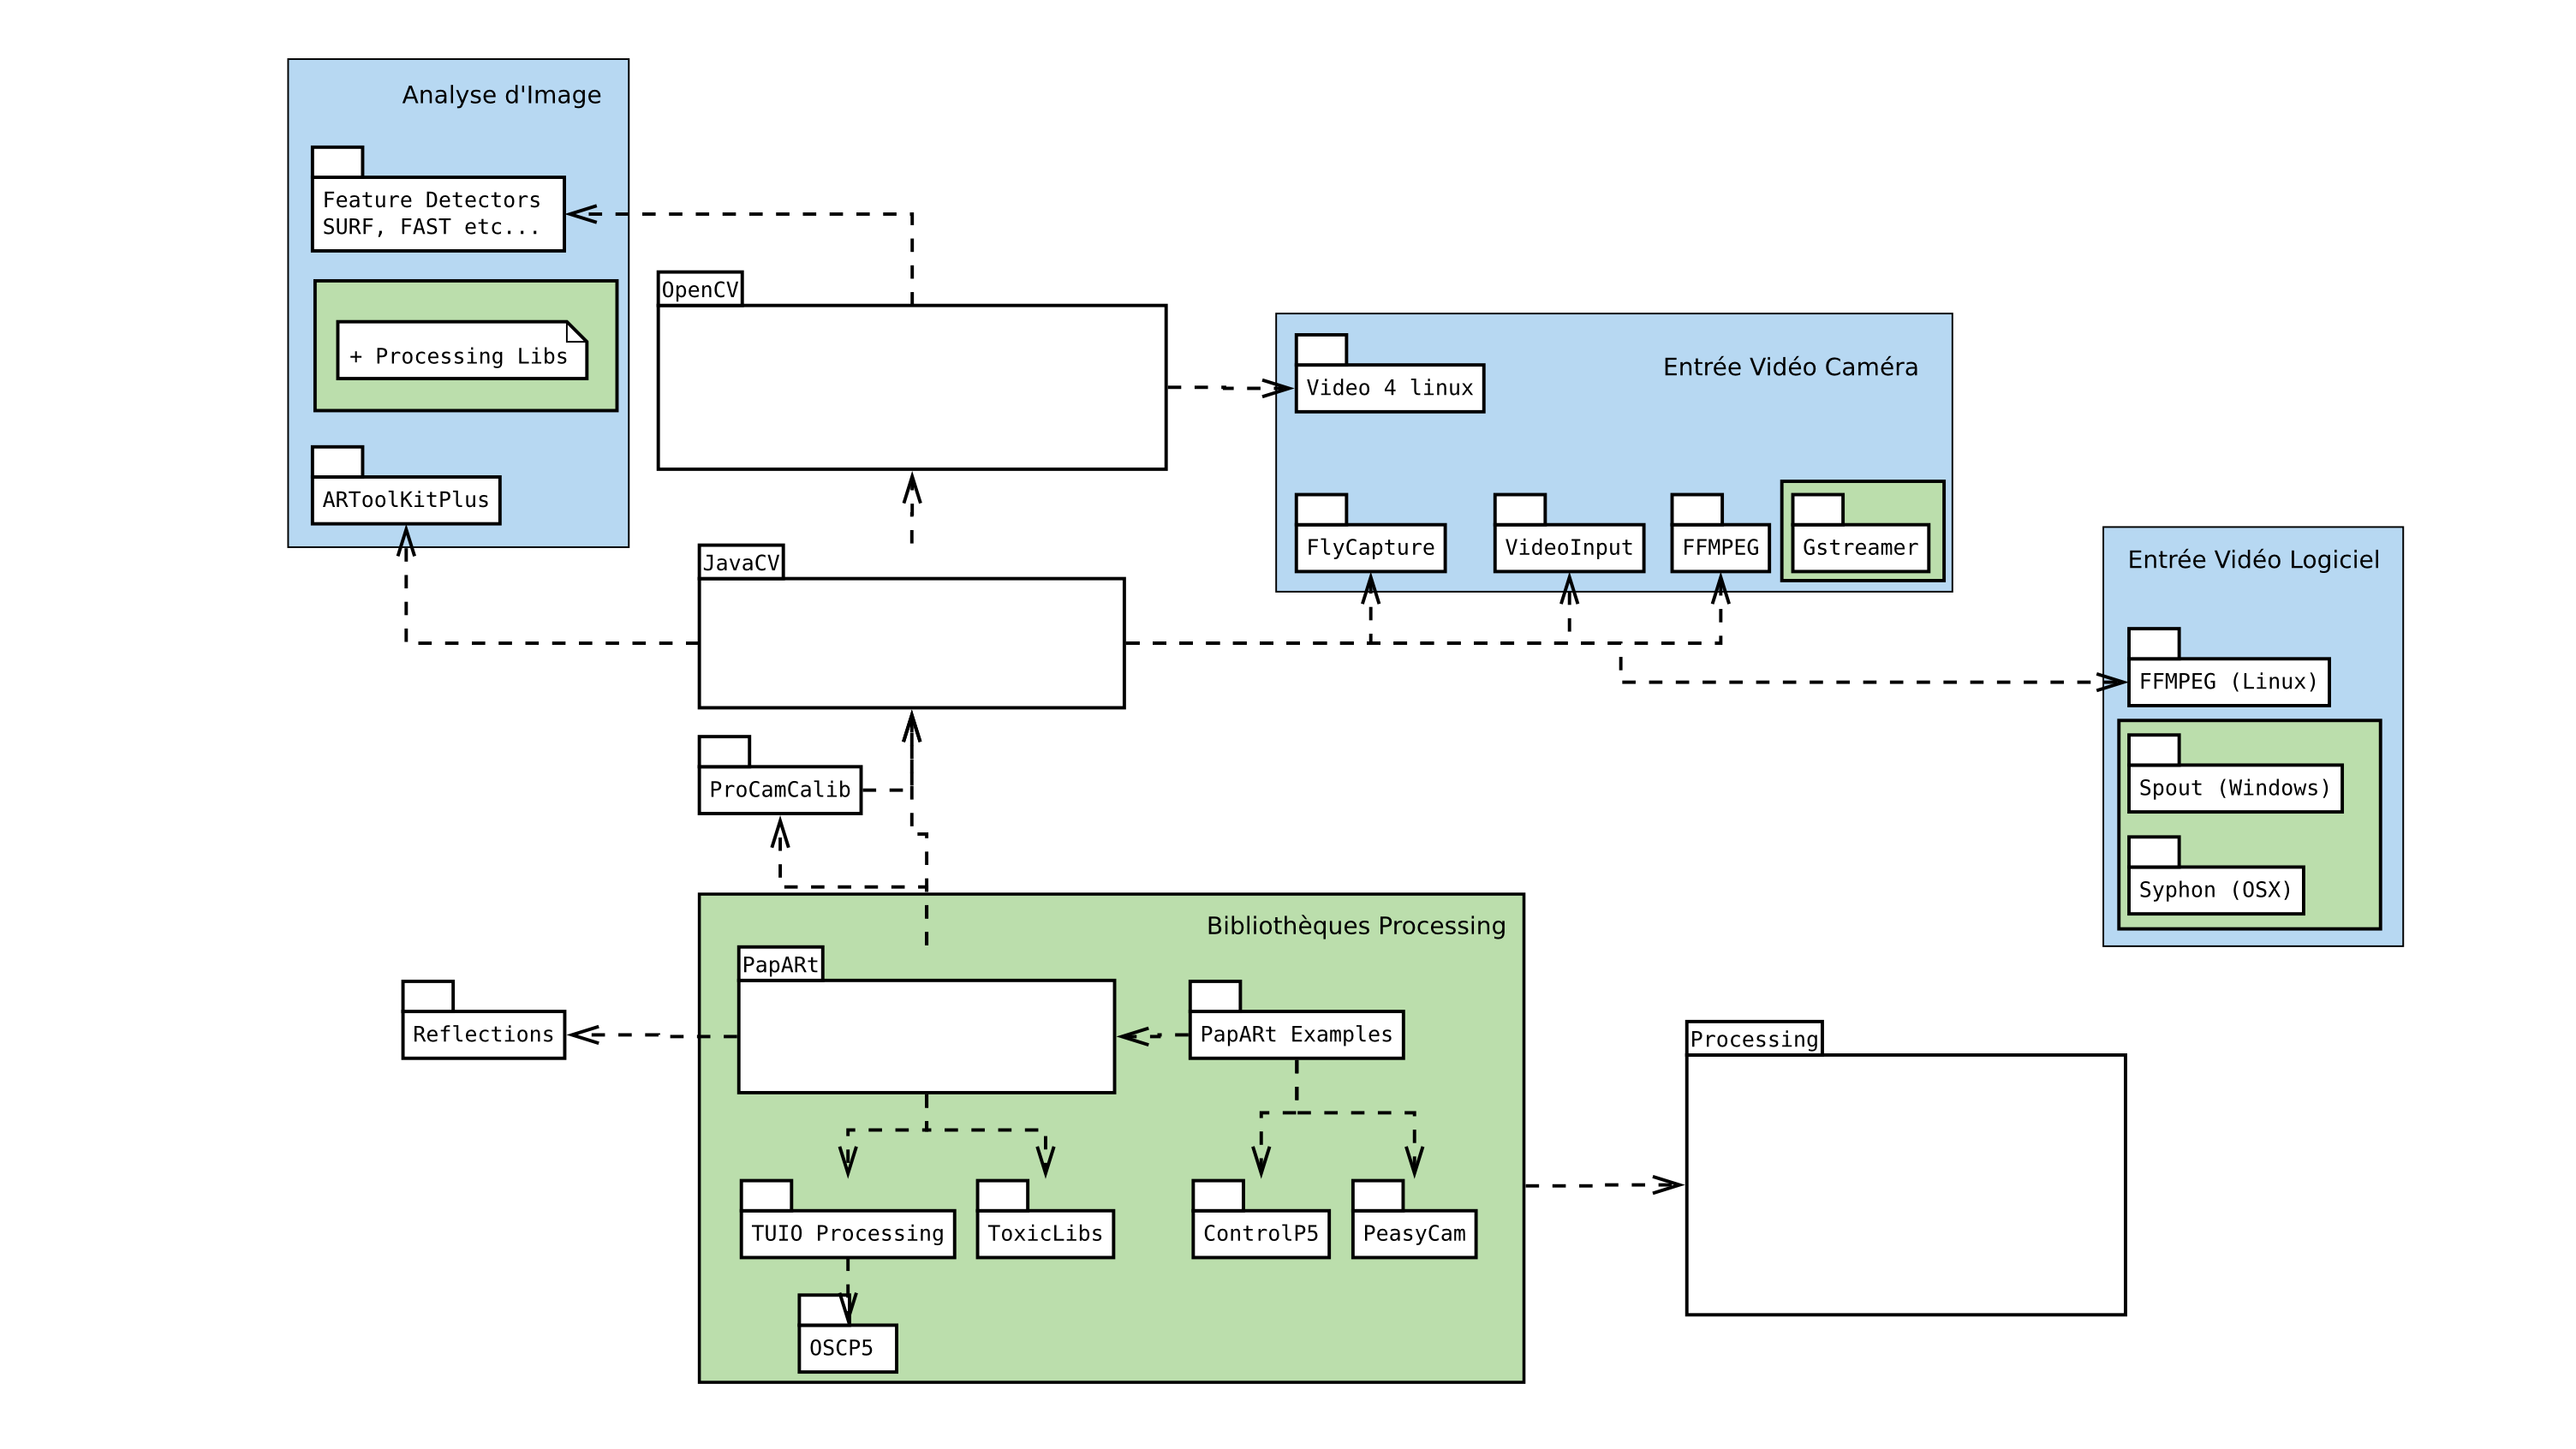 Analyse d'Image
Feature Detectors
SURF, FAST etc...
+ Processing Libs
ARToolKitPlus
OpenCV
Entrée Vidéo Caméra
Video 4 linux
FlyCapture
VideoInput
FFMPEG
Gstreamer
JavaCV
Entrée Vidéo Logiciel
FFMPEG (Linux)
Spout (Windows)
Syphon (OSX)
ProCamCalib
Bibliothèques Processing
PapARt
PapARt Examples
Reflections
TUIO Processing
ToxicLibs
ControlP5
PeasyCam
OSCP5
Processing